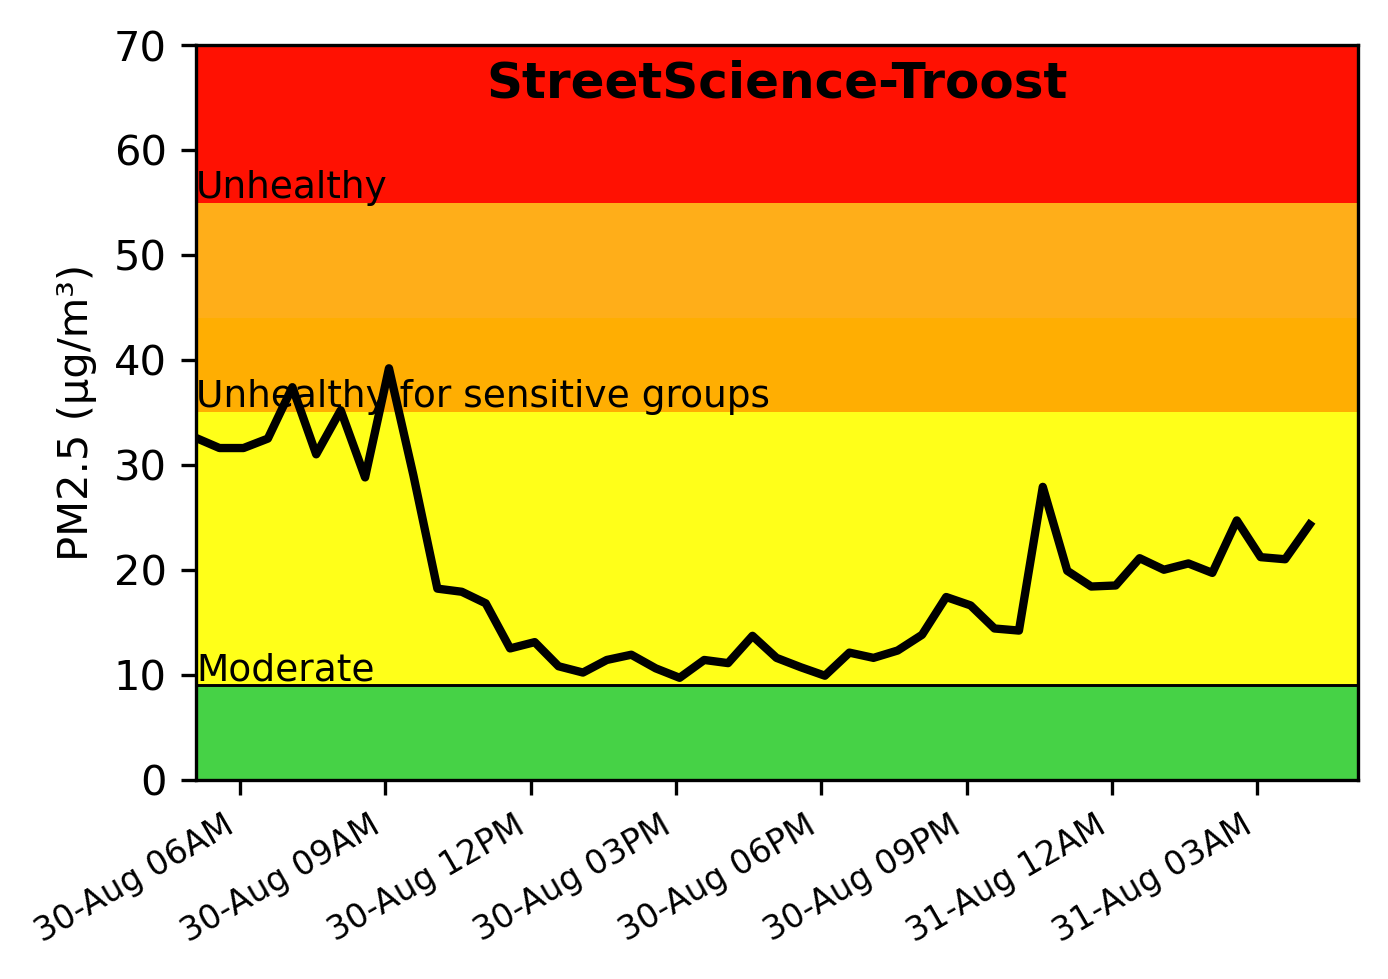 StreetScience-Troost
PM2.5 (µg/m³)
70
60
50
40
30
20
10
0
Unhealthy
Unhealthy for sensitive groups
Moderate
30-Aug 06AM
30-Aug 09AM
30-Aug 12PM
30-Aug 03PM
30-Aug 06PM
30-Aug 09PM
31-Aug 12AM
31-Aug 03AM